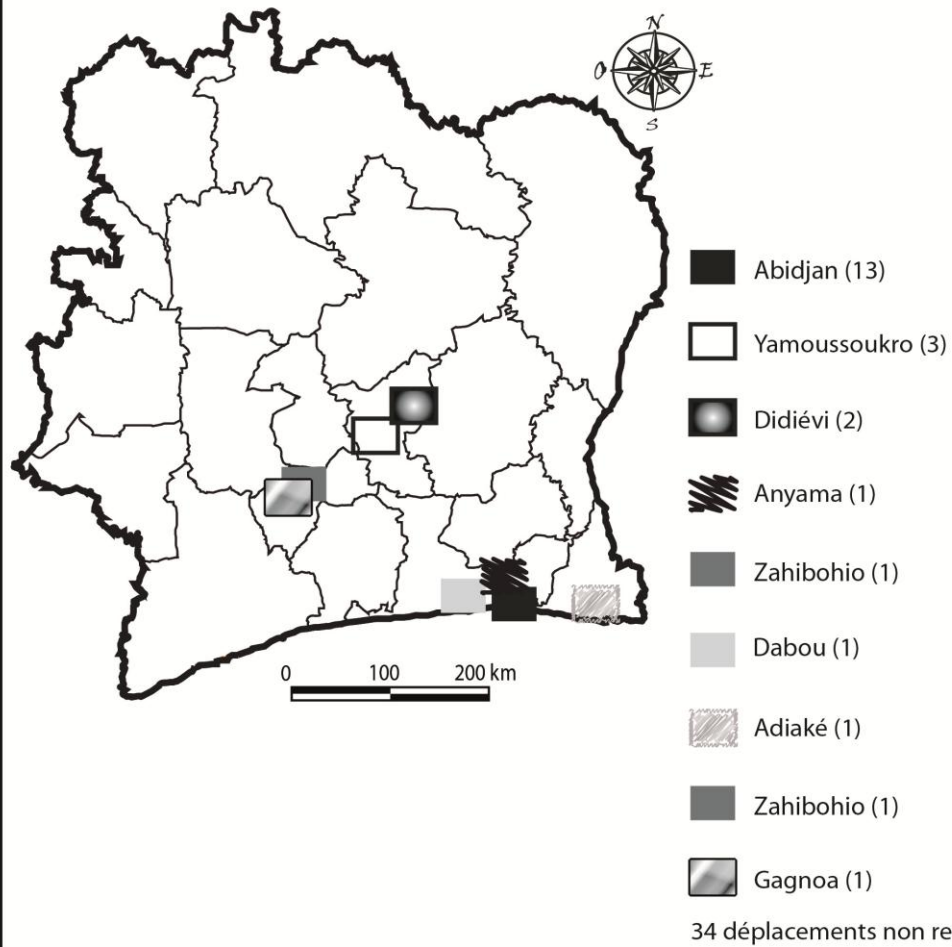 N
O
E
S
Abidjan (13)
Yamoussoukro (3)
Didiévi (2)
Anyama (1)
Zahibohio (1)
Dabou (1)
Adiaké (1)
Zahibohio (1)
Gagnoa (1)
0 100 200 km
34 déplacements non